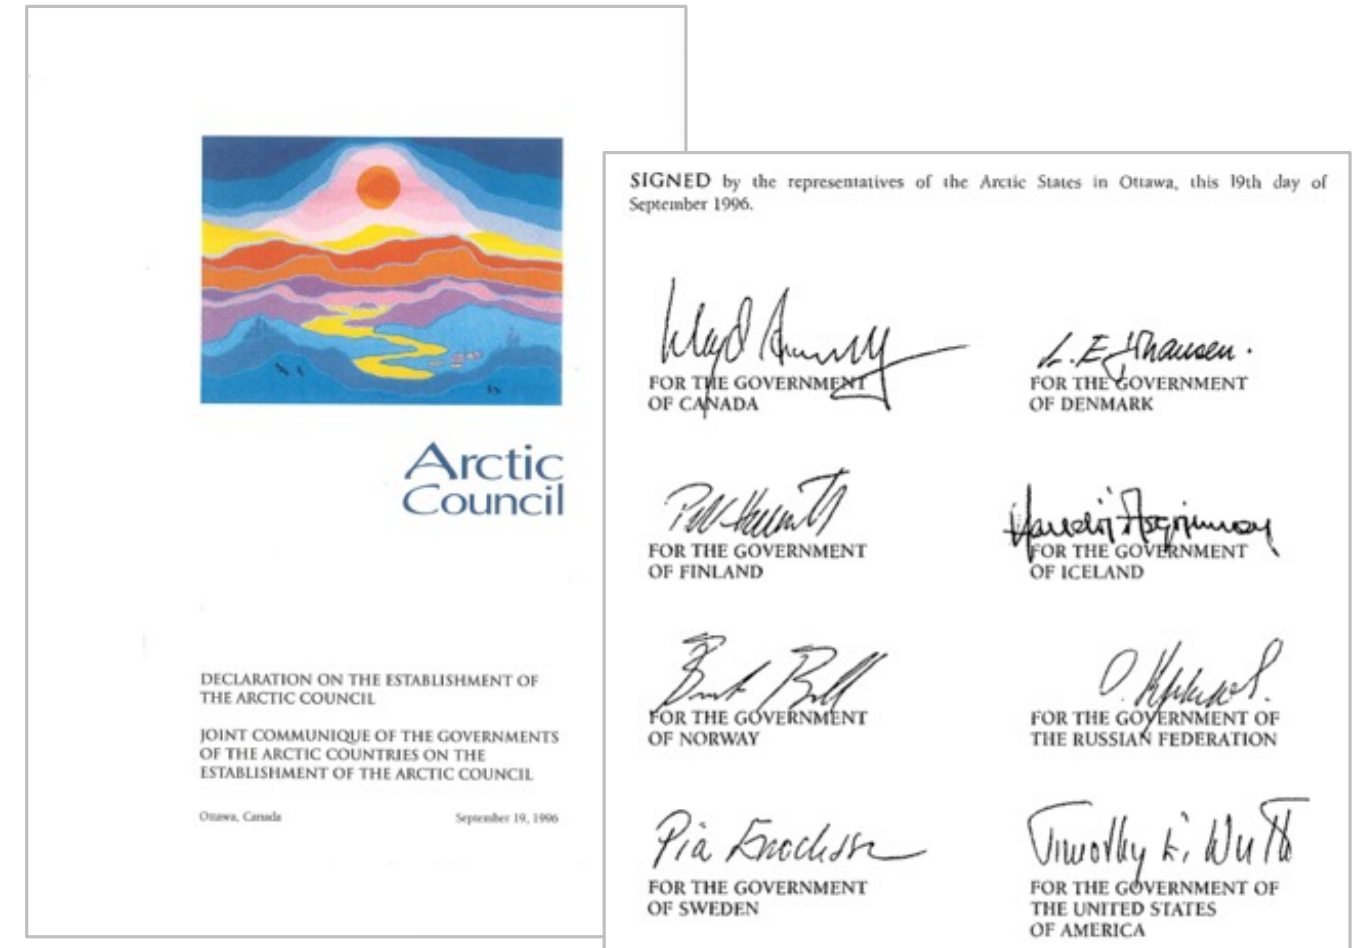 Arctic
Council
DECLARATION ON THE ESTABLISHMENT OF
THE ARCTIC COUNCIL
JOINT COMMUNIQUE OF THE GOVERNMENTS
OF THE ARCTIC COUNTRIES ON THE
ESTABLISHMENT OF THE ARCTIC COUNCIL
Ottawa, Canada
September 19, 1996
SIGNED by the representatives of the Arctic States in Ottawa, this 19th day of
September 1996.
FOR THE GOVERNMENT
OF CANADA
FOR THE GOVERNMENT
OF DENMARK
FOR THE GOVERNMENT
OF FINLAND
FOR THE GOVERNMENT
OF ICELAND
FOR THE GOVERNMENT
OF NORWAY
FOR THE GOVERNMENT OF
THE RUSSIAN FEDERATION
Pia
FOR THE GOVERNMENT
OF SWEDEN
Timothy E.
FOR THE GOVERNMENT OF
THE UNITED STATES
OF AMERICA